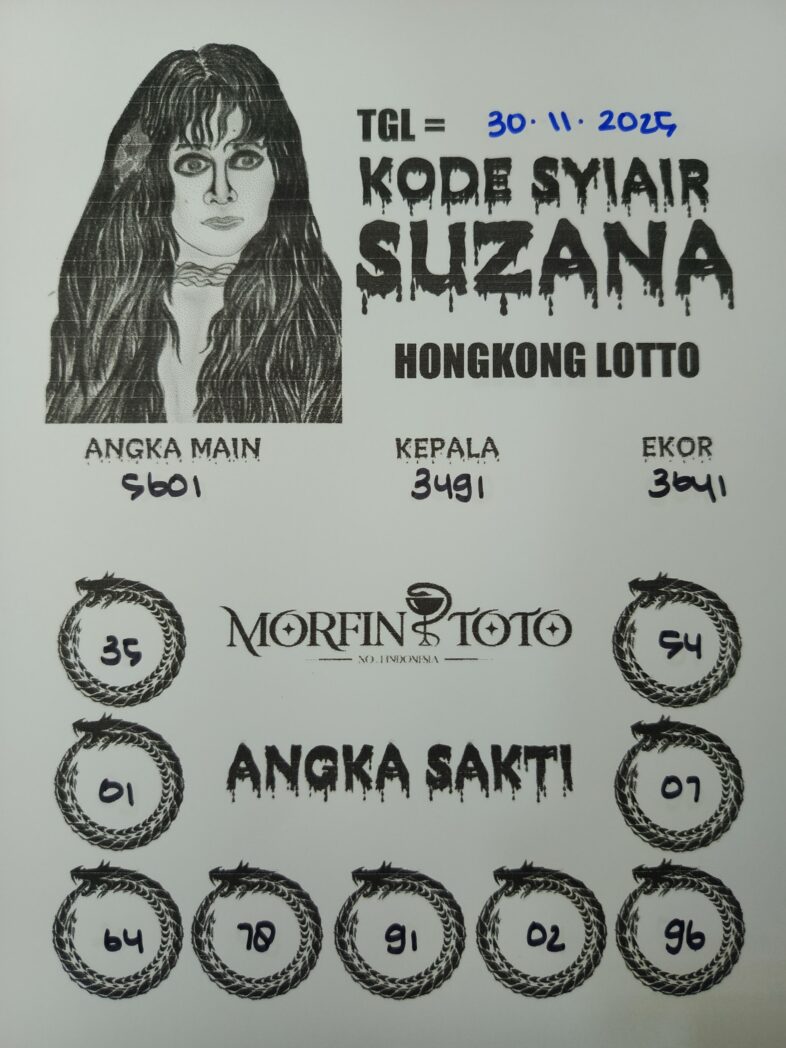 TGL = 30.11.2025
KODE SYIAIR
SUZANA
HONGKONG LOTTO
ANGKA MAIN KEPALA EKOR
5601 3491 3641
MORFIN TOTO
NO.1 INDONESIA
35 54
ANGKA SAKTI
01 07
64 78 91 02 96